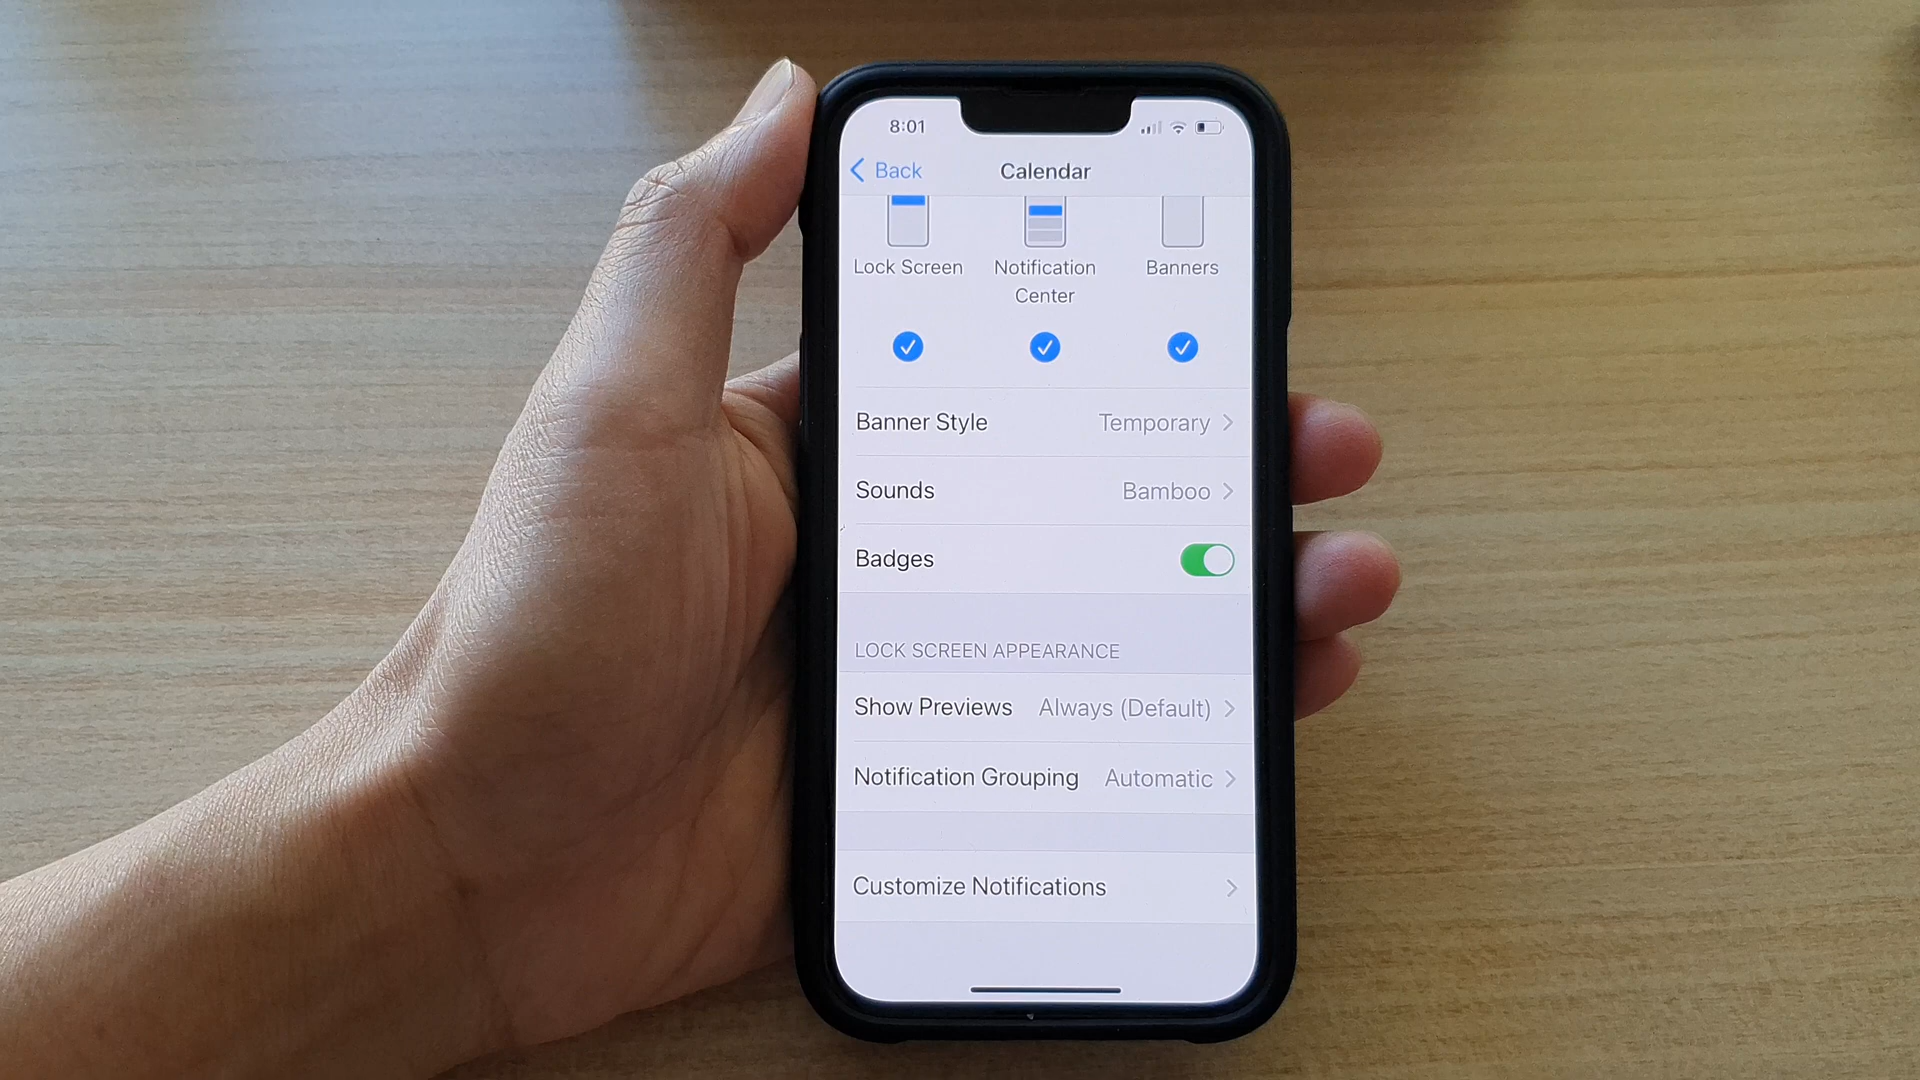 8:01
Back
Calendar
Lock Screen
Notification
Center
Banners
Banner Style
Temporary
Sounds
Bamboo
Badges
LOCK SCREEN APPEARANCE
Show Previews
Always (Default)
Notification Grouping
Automatic
Customize Notifications